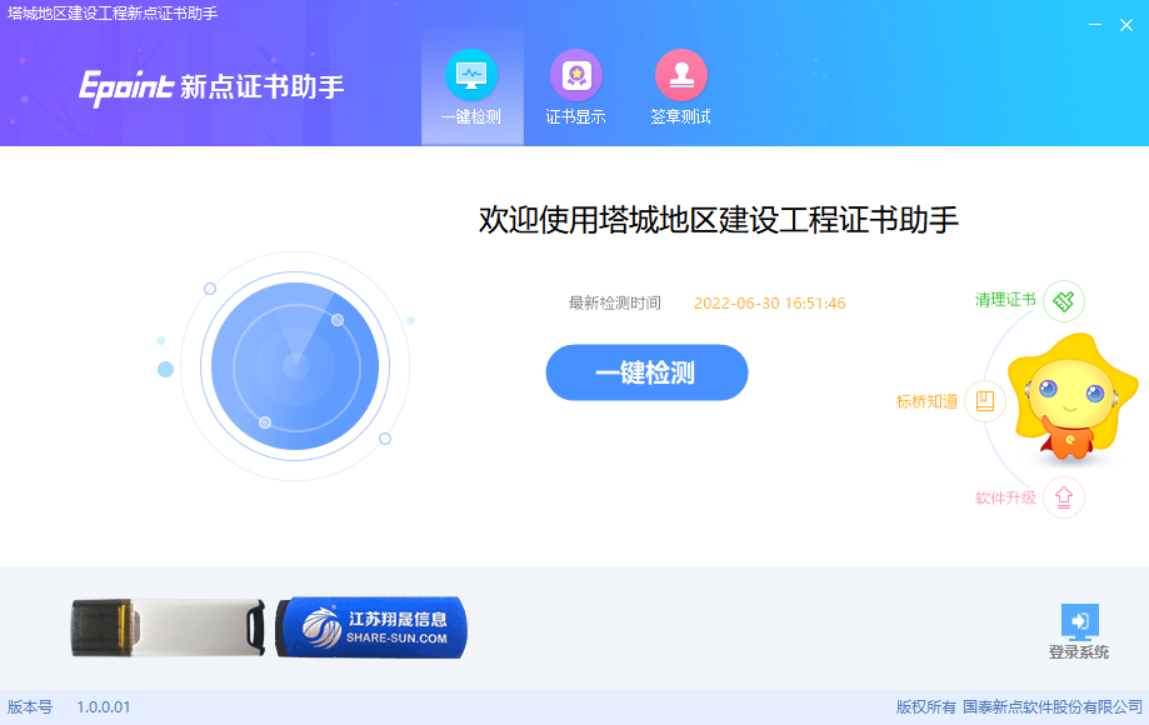 塔城地区建设工程新点证书助手
Epoint 新点证书助手
一键检测
证书显示
签章测试
欢迎使用塔城地区建设工程证书助手
最新检测时间 2022-06-30 16:51:46
清理证书
一键检测
标桥知道
软件升级
江苏翔晟信息
SHARE-SUN.COM
登录系统
版本号 1.0.0.01
版权所有 国泰新点软件股份有限公司